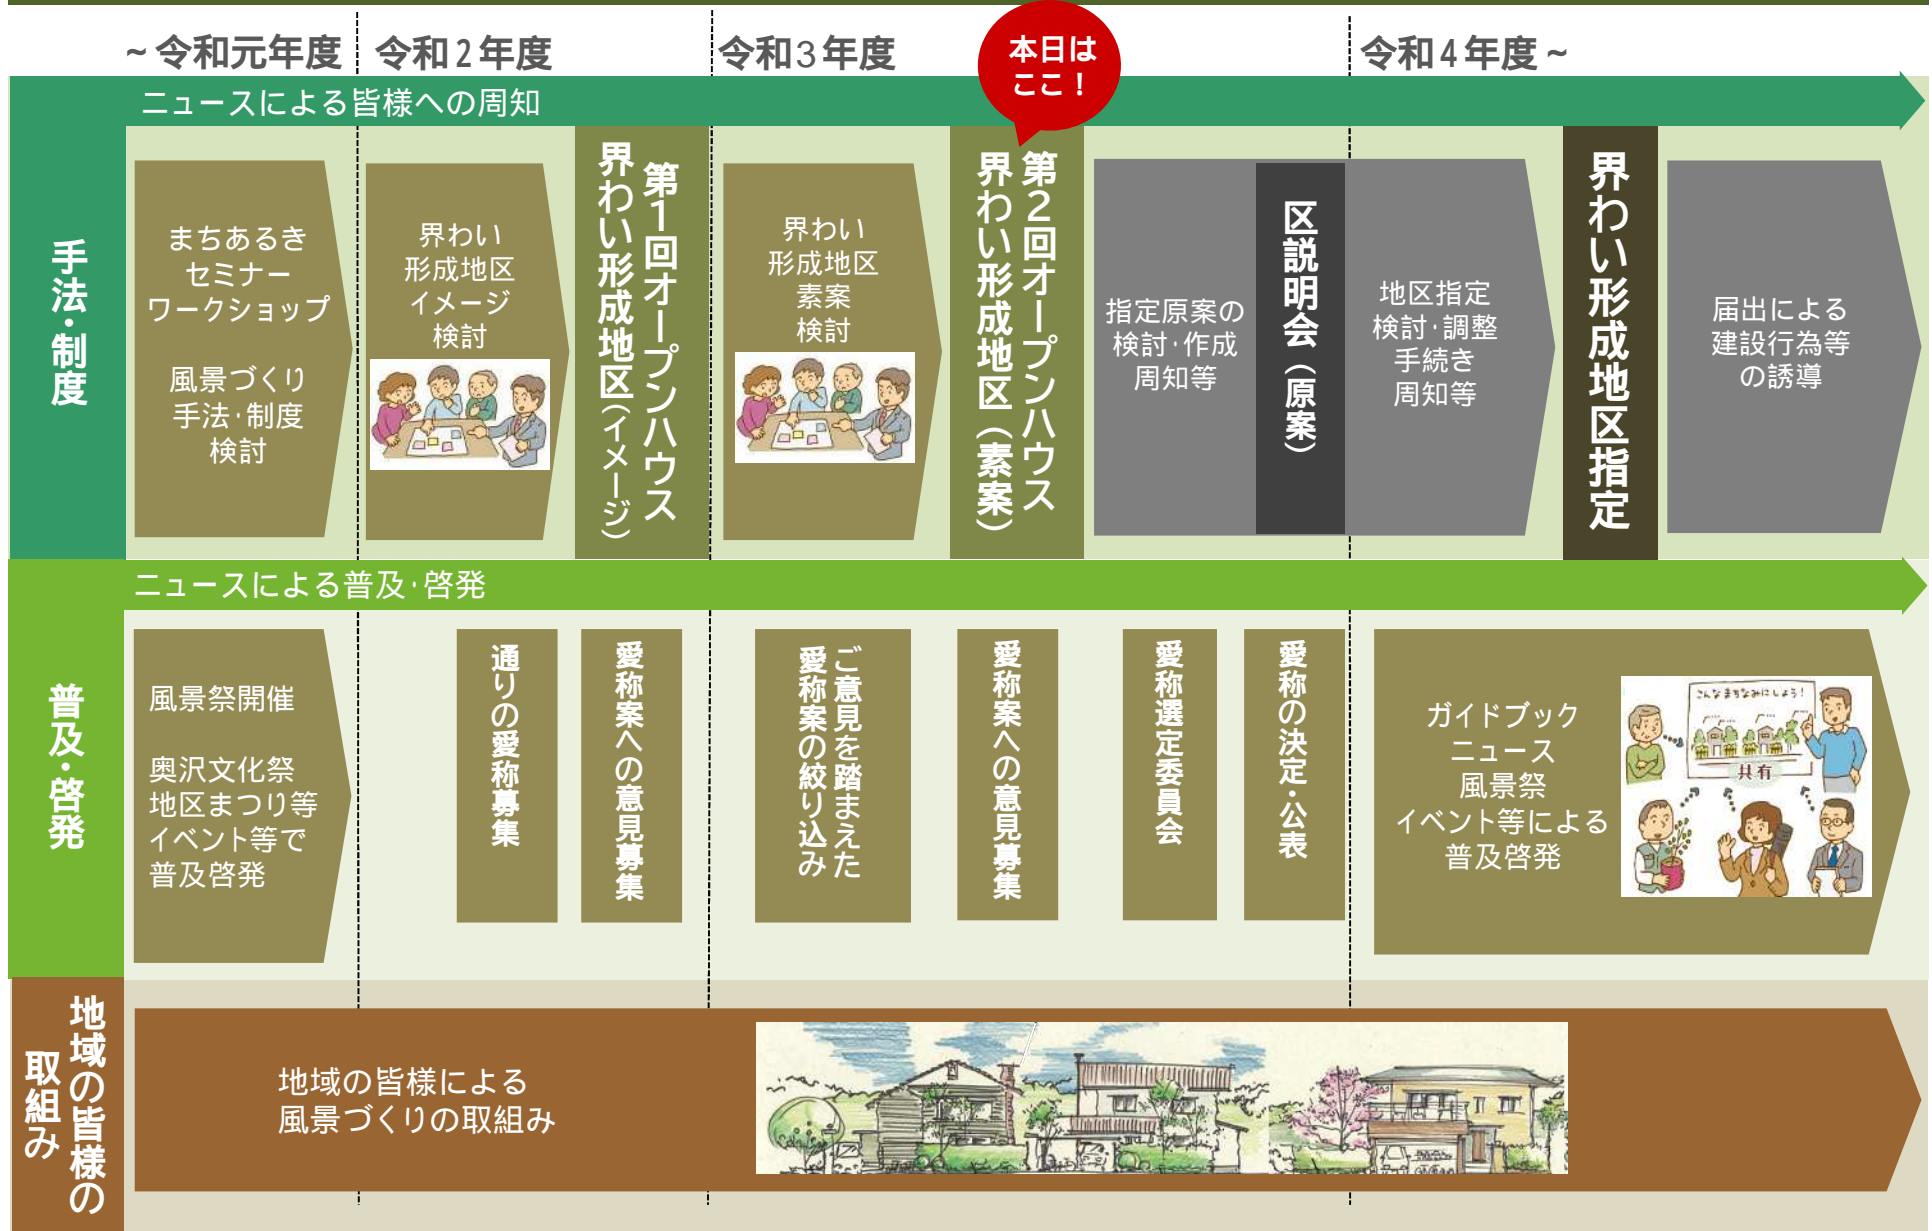 ~令和元年度
令和2年度
令和3年度
本日は
ここ！
令和4年度~
手法・制度
ニュースによる皆様への周知
まちあるき
セミナー
ワークショップ
風景づくり
手法・制度
検討
界わい
形成地区
イメージ
検討
第1回オープンハウス
界わい形成地区（イメージ）
界わい
形成地区
素案
検討
第2回オープンハウス
界わい形成地区（素案）
指定原案の
検討・作成
周知等
区説明会（原案）
地区指定
検討・調整
手続き
周知等
界わい形成地区指定
届出による
建設行為等
の誘導
普及・啓発
ニュースによる普及・啓発
風景祭開催
奥沢文化祭
地区まつり等
イベント等で
普及啓発
通りの愛称募集
愛称案への意見募集
ご意見を踏まえた
愛称案の絞り込み
愛称案への意見募集
愛称選定委員会
愛称の決定・公表
ガイドブック
ニュース
風景祭
イベント等による
普及啓発
こんなまちなみにしよう！
共有
地域の皆様の
取組み
地域の皆様による
風景づくりの取組み